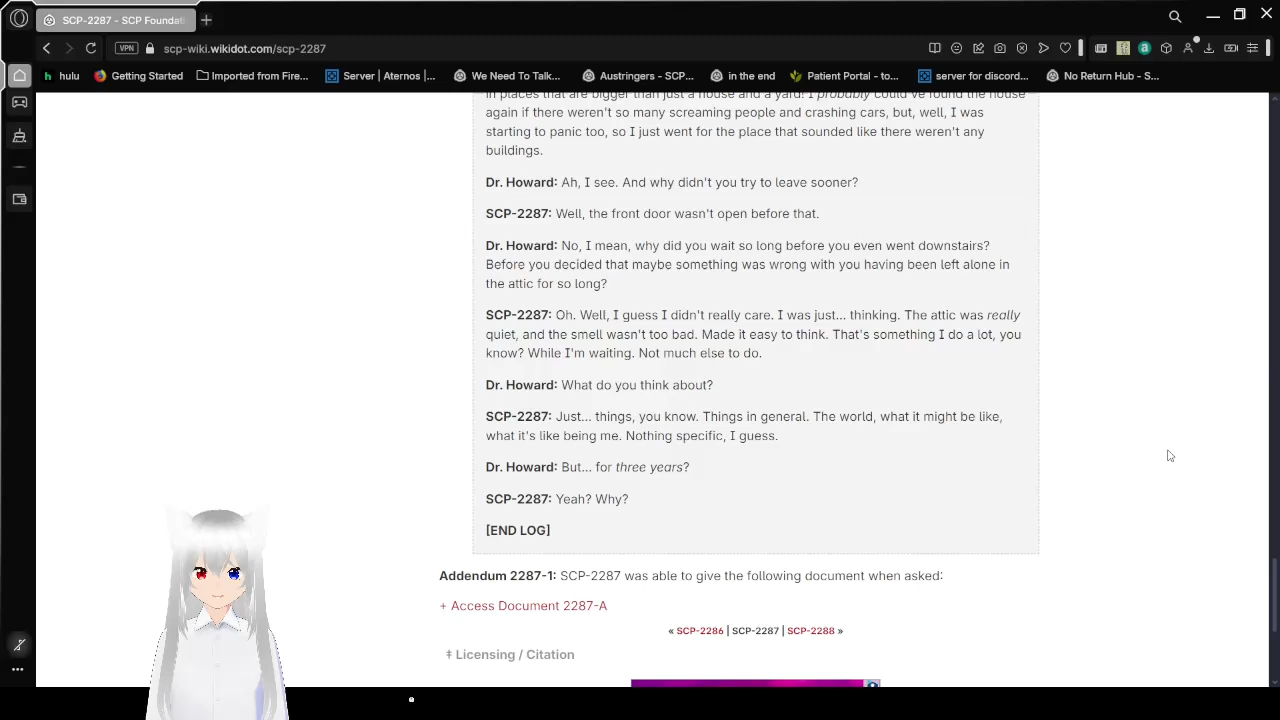 SCP-2287 - SCP Foundati
scp-wiki.wikidot.com/scp-2287
VPN
hulu
Getting Started
Imported from Fire...
Server | Aternos |...
We Need To Talk...
Austringers - SCP...
in the end
Patient Portal - to...
server for discord...
No Return Hub - S...
in places that are bigger than just a house and a yard! I probably could've found the house
again if there weren't so many screaming people and crashing cars, but, well, I was
starting to panic too, so I just went for the place that sounded like there weren't any
buildings.
Dr. Howard: Ah, I see. And why didn't you try to leave sooner?
SCP-2287: Well, the front door wasn't open before that.
Dr. Howard: No, I mean, why did you wait so long before you even went downstairs?
Before you decided that maybe something was wrong with you having been left alone in
the attic for so long?
SCP-2287: Oh. Well, I guess I didn't really care. I was just... thinking. The attic was really
quiet, and the smell wasn't too bad. Made it easy to think. That's something I do a lot, you
know? While I'm waiting. Not much else to do.
Dr. Howard: What do you think about?
SCP-2287: Just... things, you know. Things in general. The world, what it might be like,
what it's like being me. Nothing specific, I guess.
Dr. Howard: But... for three years?
SCP-2287: Yeah? Why?
[END LOG]
Addendum 2287-1: SCP-2287 was able to give the following document when asked:
+ Access Document 2287-A
« SCP-2286 | SCP-2287 | SCP-2288 »
⇞ Licensing / Citation